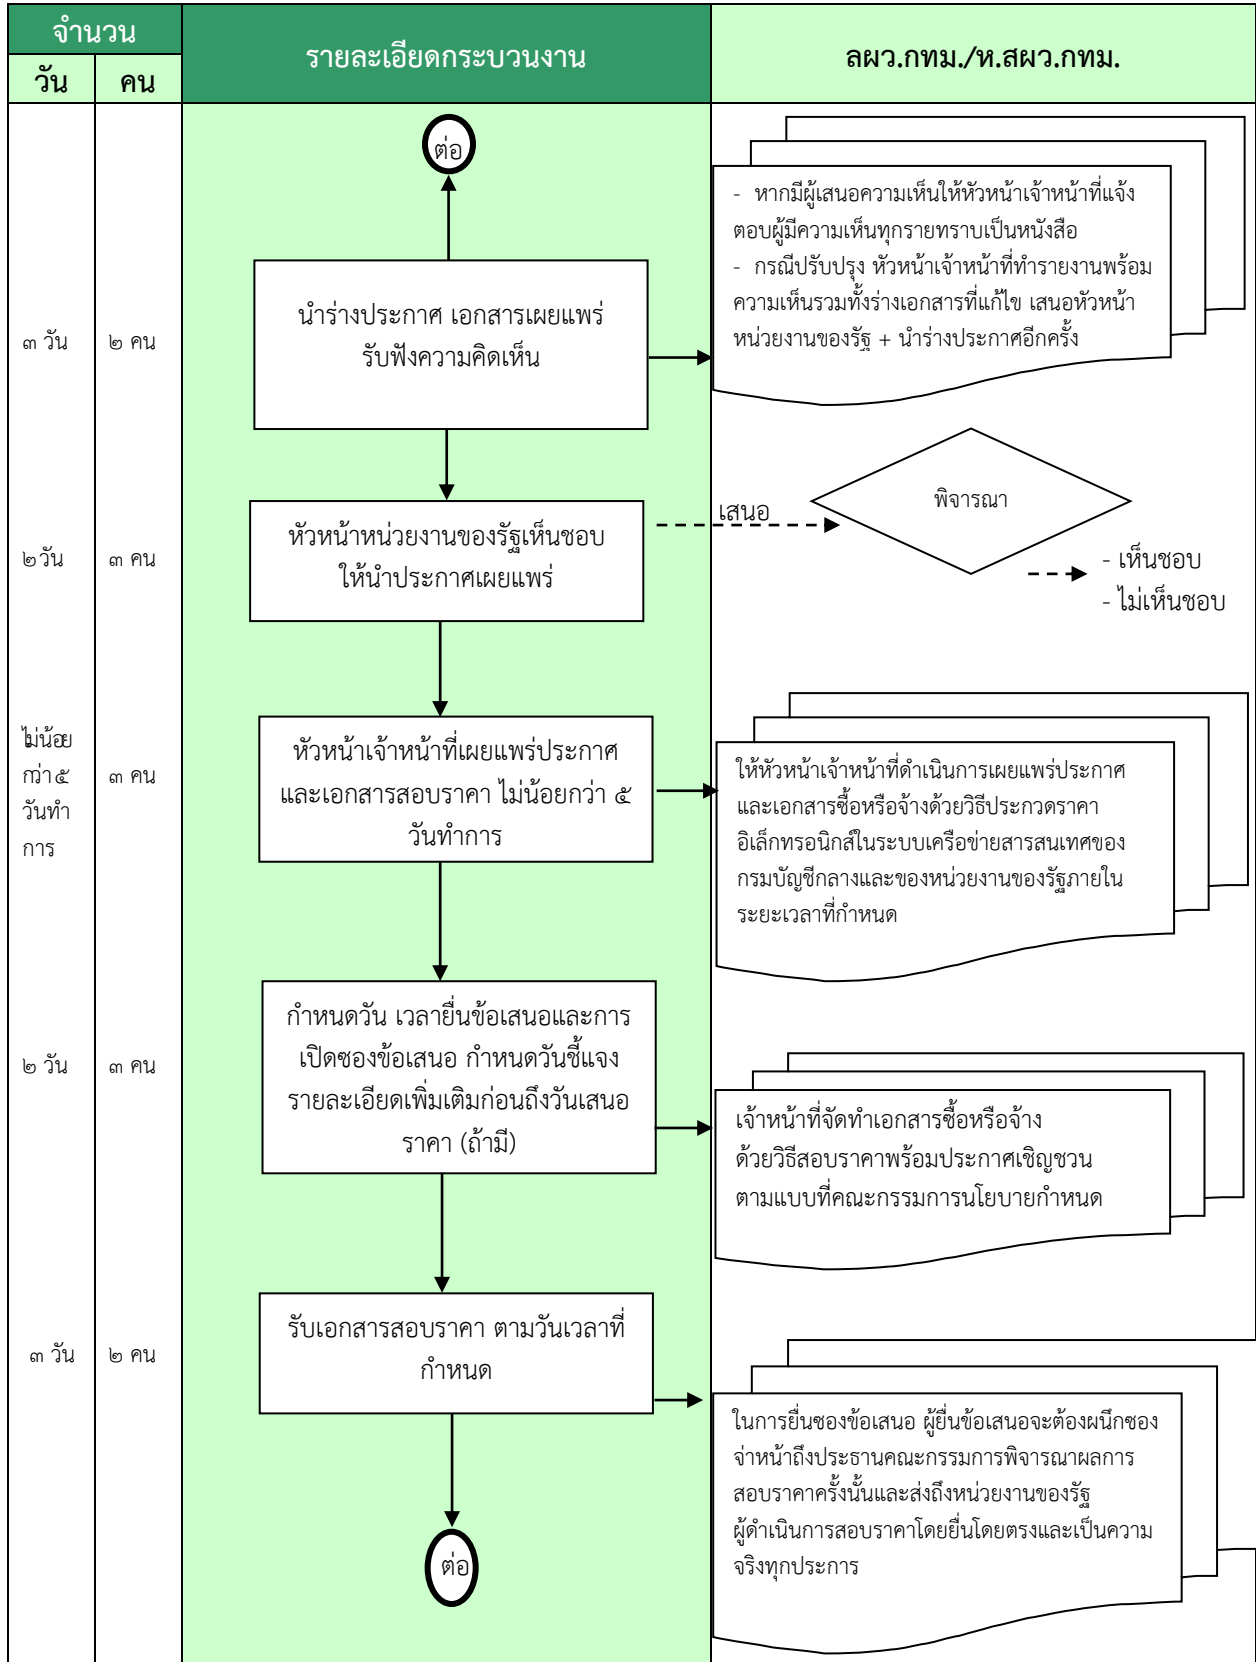 จำนวน
วัน
คน
รายละเอียดกระบวนงาน
ลผว.กทม./ห.สผว.กทม.
ต่อ
๓ วัน
๒ คน
นำร่างประกาศ เอกสารเผยแพร่
รับฟังความคิดเห็น
- หากมีผู้เสนอความเห็นให้หัวหน้าเจ้าหน้าที่แจ้ง
ตอบผู้มีความเห็นทุกรายทราบเป็นหนังสือ
- กรณีปรับปรุง หัวหน้าเจ้าหน้าที่ทำรายงานพร้อม
ความเห็นรวมทั้งร่างเอกสารที่แก้ไข เสนอหัวหน้า
หน่วยงานของรัฐ + นำร่างประกาศอีกครั้ง
๒ วัน
๓ คน
หัวหน้าหน่วยงานของรัฐเห็นชอบ
ให้นำประกาศเผยแพร่
เสนอ
พิจารณา
- เห็นชอบ
- ไม่เห็นชอบ
ไม่น้อย
กว่า ๕
วันทำ
การ
๓ คน
หัวหน้าเจ้าหน้าที่เผยแพร่ประกาศ
และเอกสารสอบราคา ไม่น้อยกว่า ๕
วันทำการ
ให้หัวหน้าเจ้าหน้าที่ดำเนินการเผยแพร่ประกาศ
และเอกสารซื้อหรือจ้างด้วยวิธีประกวดราคา
อิเล็กทรอนิกส์ในระบบเครือข่ายสารสนเทศของ
กรมบัญชีกลางและของหน่วยงานของรัฐภายใน
ระยะเวลาที่กำหนด
๒ วัน
๓ คน
กำหนดวัน เวลายื่นข้อเสนอและการ
เปิดซองข้อเสนอ กำหนดวันชี้แจง
รายละเอียดเพิ่มเติมก่อนถึงวันเสนอ
ราคา (ถ้ามี)
เจ้าหน้าที่จัดทำเอกสารซื้อหรือจ้าง
ด้วยวิธีสอบราคาพร้อมประกาศเชิญชวน
ตามแบบที่คณะกรรมการนโยบายกำหนด
๓ วัน
๒ คน
รับเอกสารสอบราคา ตามวันเวลาที่
กำหนด
ในการยื่นซองข้อเสนอ ผู้ยื่นข้อเสนอจะต้องผนึกซอง
จ่าหน้าถึงประธานคณะกรรมการพิจารณาผลการ
สอบราคาครั้งนั้นและส่งถึงหน่วยงานของรัฐ
ผู้ดำเนินการสอบราคาโดยยื่นโดยตรงและเป็นความ
จริงทุกประการ
ต่อ